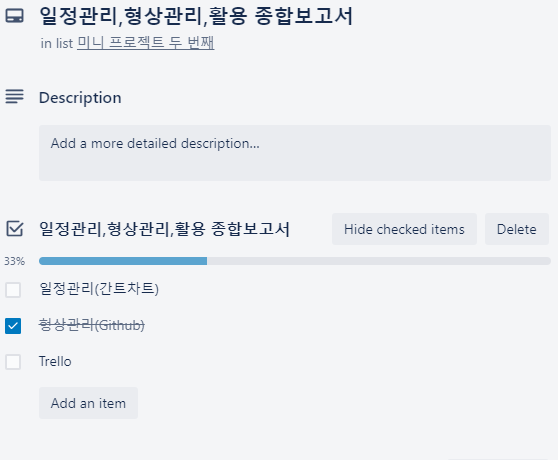 일정관리,형상관리,활용 종합보고서
in list 미니 프로젝트 두 번째
Description
Add a more detailed description...
일정관리,형상관리,활용 종합보고서 Hide checked items Delete
33%
일정관리(간트차트)
형상관리(Github)
Trello
Add an item